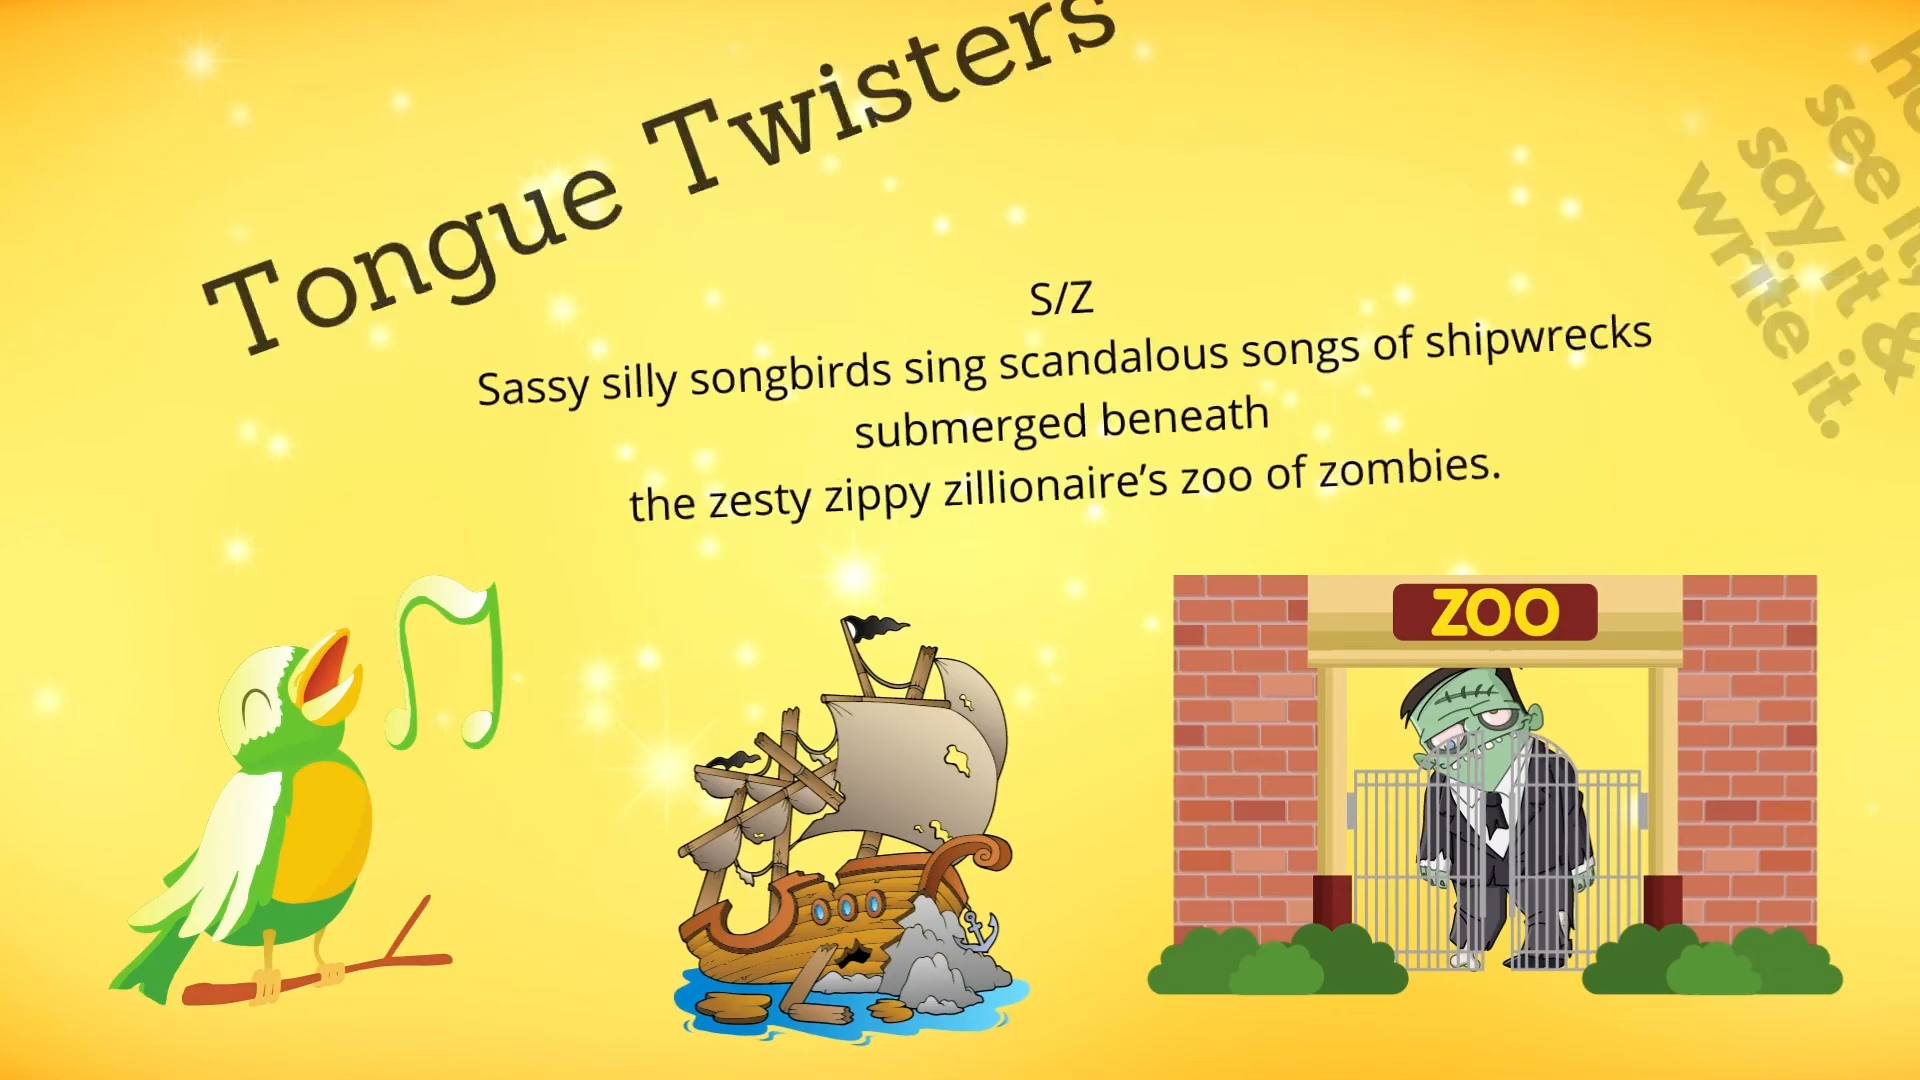 Tongue Twisters
S/Z
Sassy silly songbirds sing scandalous songs of shipwrecks
submerged beneath
the zesty zippy zillionaire’s zoo of zombies.
see it,
say it &
write it.
ZOO